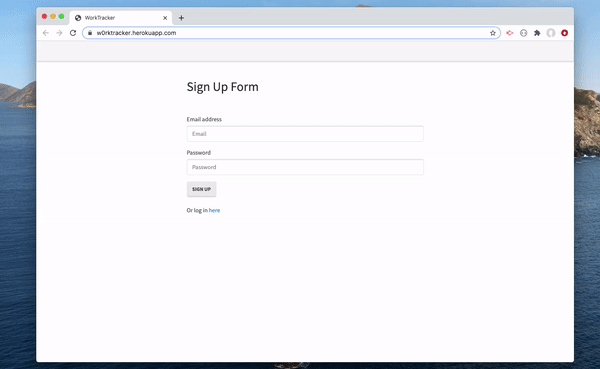 WorkTracker
w0rktracker.herokuapp.com
Sign Up Form
Email address
Email
Password
Password
SIGN UP
Or log in here